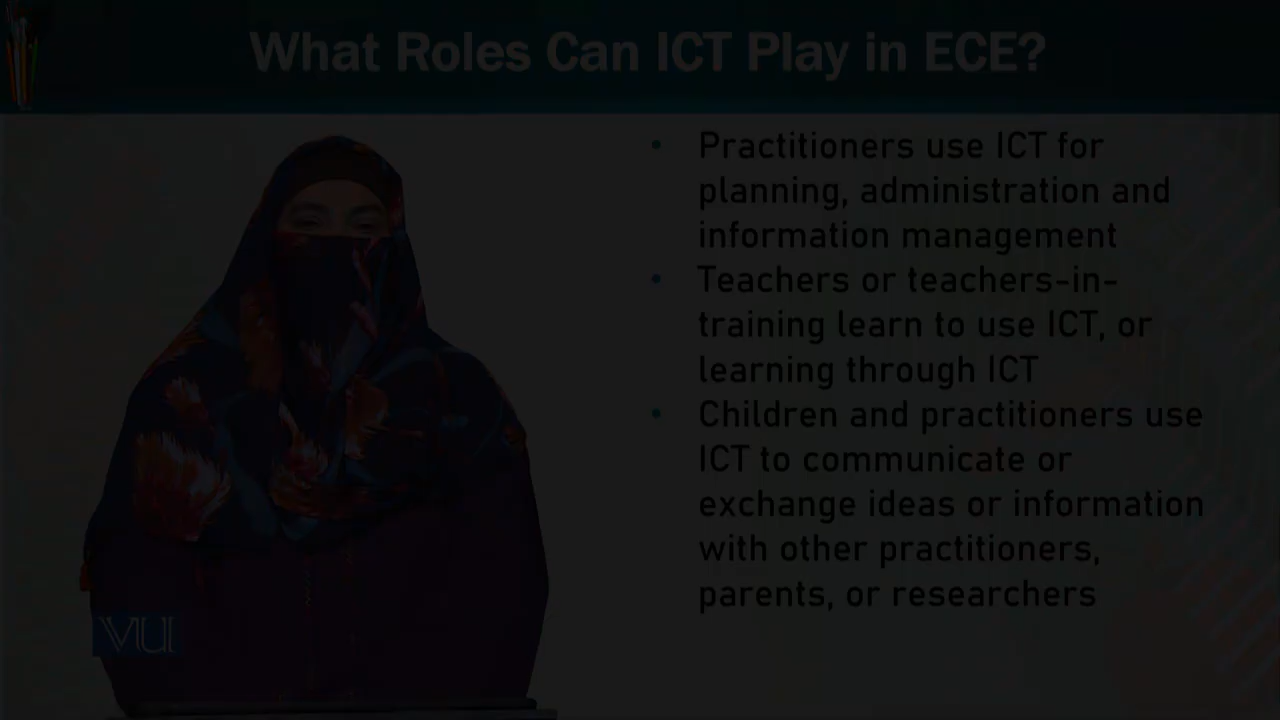 What Roles Can ICT Play in ECE?
• Practitioners use ICT for
planning, administration and
information management
• Teachers or teachers-in-
training learn to use ICT, or
learning through ICT
• Children and practitioners use
ICT to communicate or
exchange ideas or information
with other practitioners,
parents, or researchers
VU